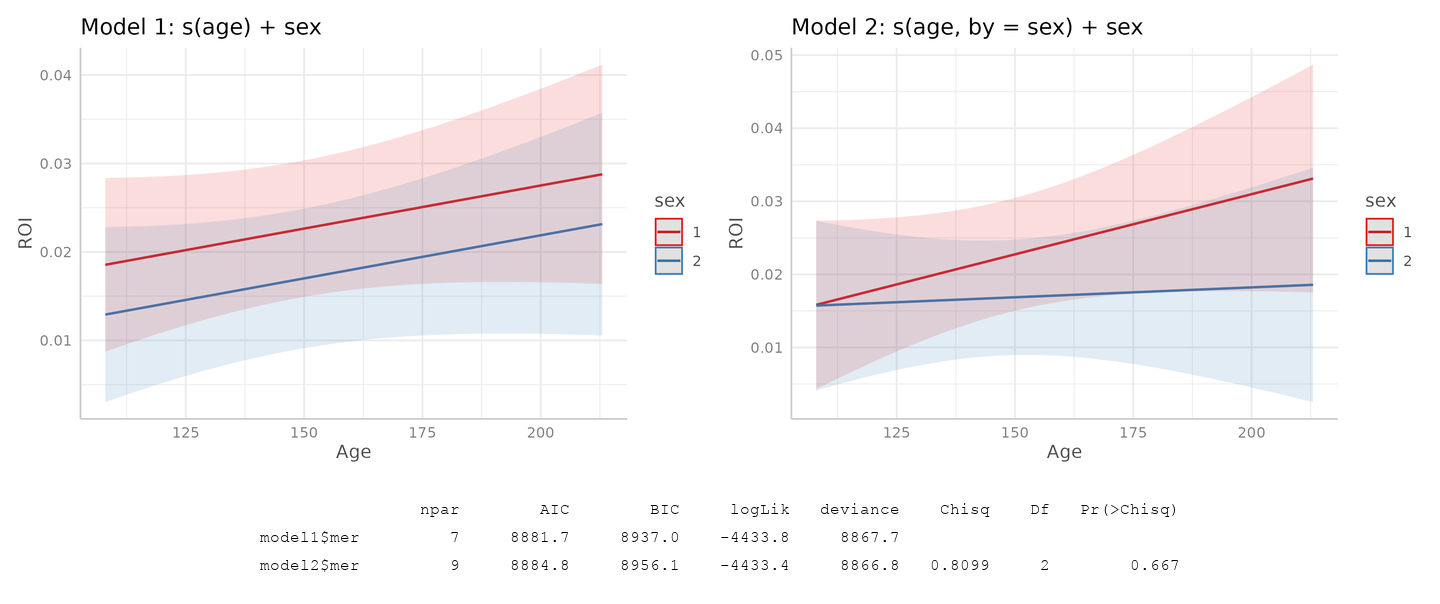 Model 1: s(age) + sex
0.04
0.03
0.02
0.01
ROI
125 150 175 200
Age
sex
1
2
Model 2: s(age, by = sex) + sex
0.05
0.04
0.03
0.02
0.01
ROI
125 150 175 200
Age
sex
1
2
npar AIC BIC logLik deviance Chisq Df Pr(>Chisq)
model1$mer 7 8881.7 8937.0 -4433.8 8867.7
model2$mer 9 8884.8 8956.1 -4433.4 8866.8 0.8099 2 0.667